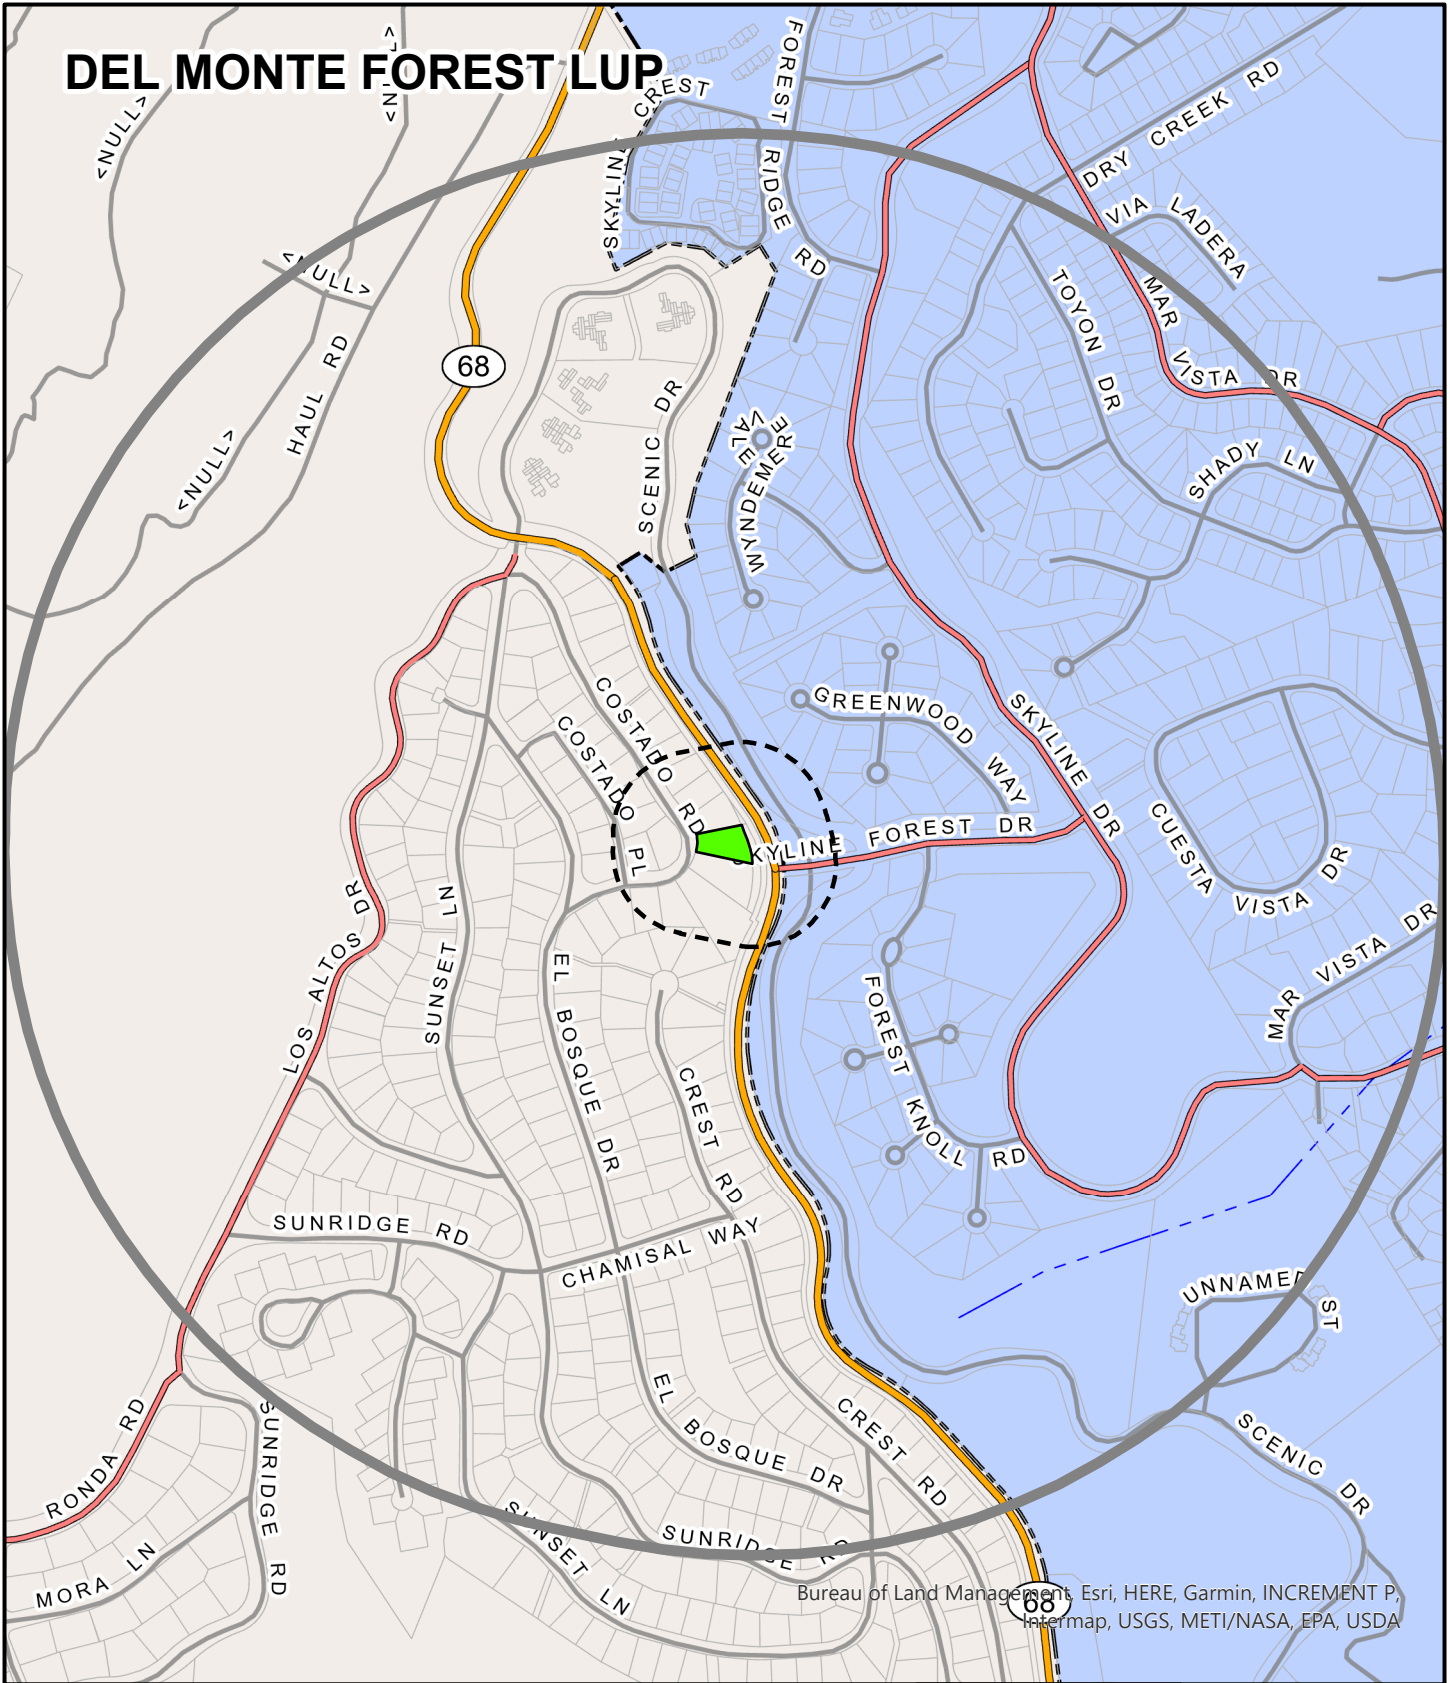 DEL MONTE FOREST LUP
<NULL>
SKYLINE CREST
FOREST RIDGE RD
DRY CREEK RD
VIA LADERA
<NULL>
HAUL RD
68
<NULL>
SCENIC DR
TOYON DR
MAR VISTA DR
SHADY LN
WYNDEMERE VALE
COSTADO RD
COSTADO PL
GREENWOOD WAY
SKYLINE DR
SKYLINE FOREST DR
CUESTA VISTA DR
MAR VISTA DR
LOS ALTOS DR
SUNSET LN
EL BOSQUE DR
CREST RD
FOREST KNOLL RD
SUNRIDGE RD
CHAMISAL WAY
UNNAMED ST
RONDA RD
SUNRIDGE RD
MORA LN
SUNSET LN
EL BOSQUE DR
SUNRIDGE RD
CREST RD
SCENIC DR
68
Bureau of Land Management, Esri, HERE, Garmin, INCREMENT P,
Intermap, USGS, METI/NASA, EPA, USDA